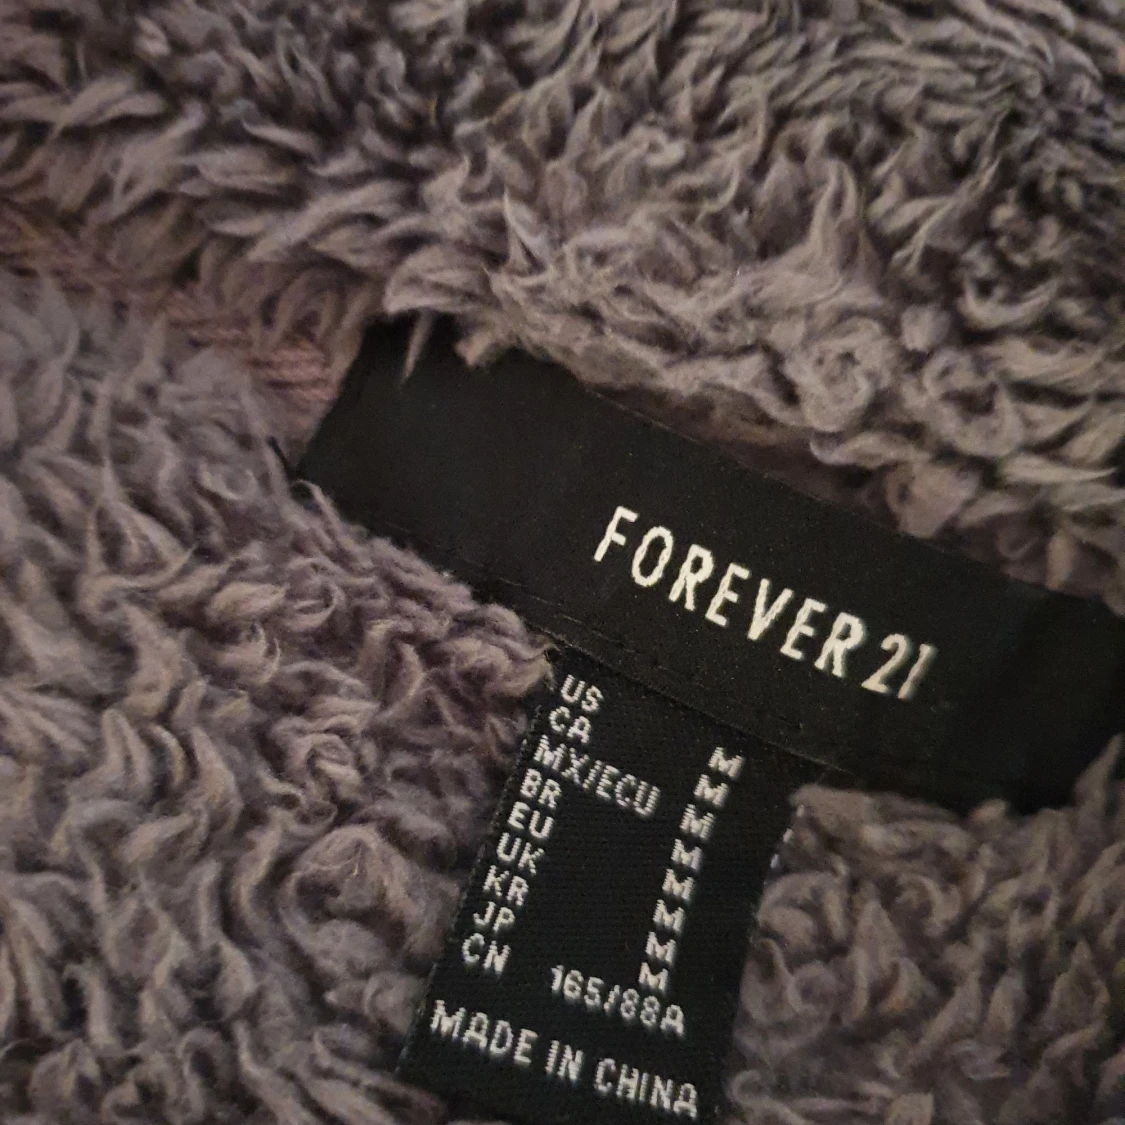 FOREVER 21
US M
CA M
MX/ECU M
BR M
EU M
UK M
KR M
JP M
CN 165/88A
MADE IN CHINA